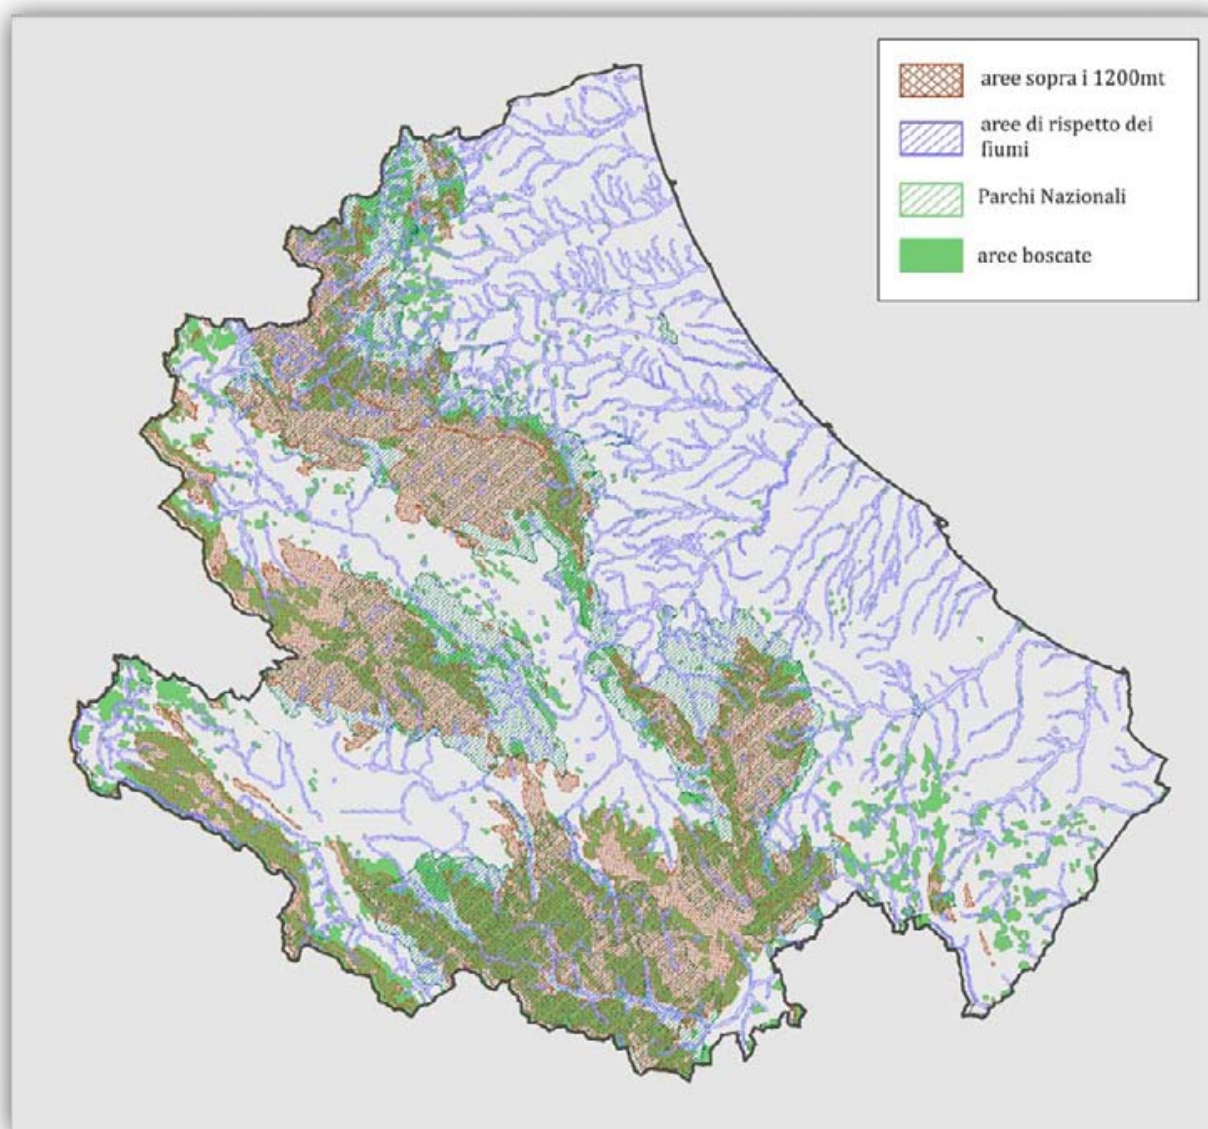 aree sopra i 1200mt
aree di rispetto dei
fiumi
Parchi Nazionali
aree boscate